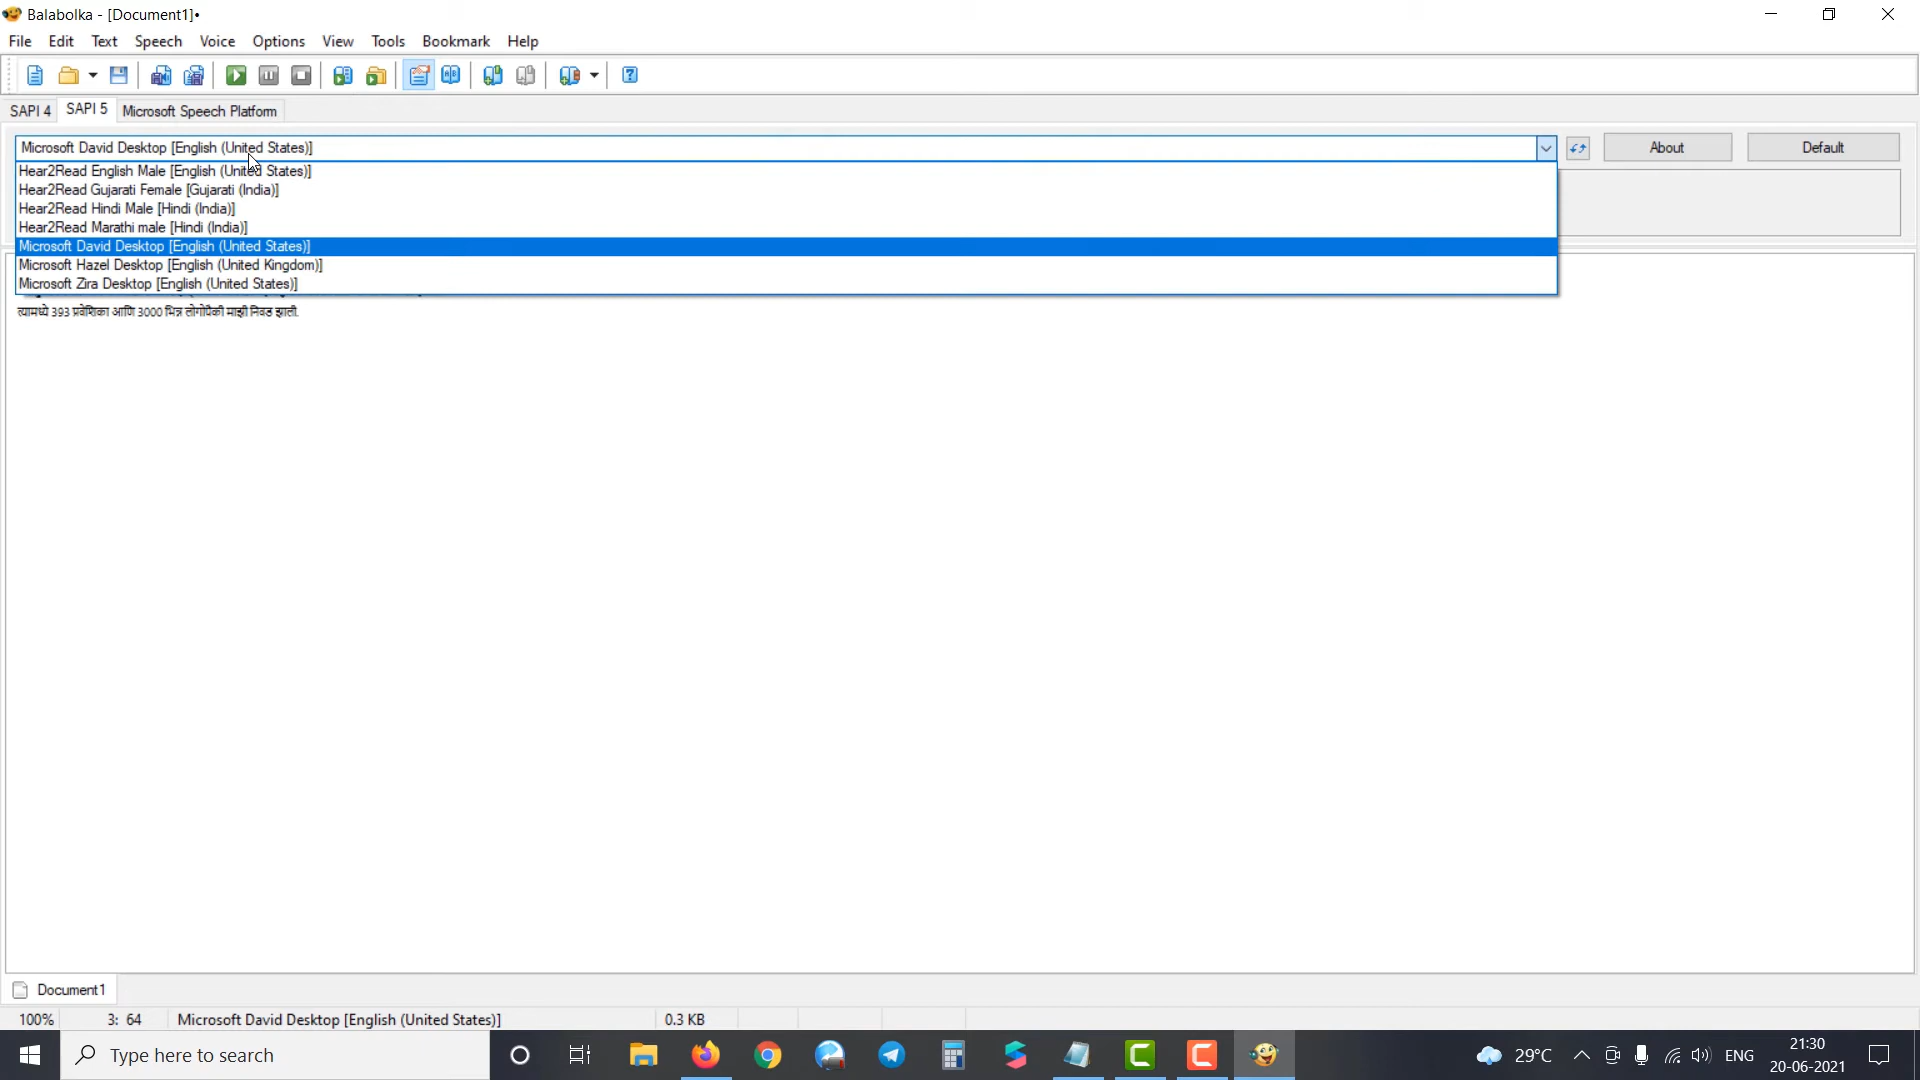 Balabolka - [Document1]•
File Edit Text Speech Voice Options View Tools Bookmark Help
SAPI 4 SAPI 5 Microsoft Speech Platform
Microsoft David Desktop [English (United States)]
About Default
Hear2Read English Male [English (United States)]
Hear2Read Gujarati Female [Gujarati (India)]
Hear2Read Hindi Male [Hindi (India)]
Hear2Read Marathi male [Hindi (India)]
Microsoft David Desktop [English (United States)]
Microsoft Hazel Desktop [English (United Kingdom)]
Microsoft Zira Desktop [English (United States)]
त्यामध्ये 393 प्रवेशिका आणि 3000 भिन्न लोगोपैकी माझी निवड झाली.
Document1
100% 3: 64 Microsoft David Desktop [English (United States)] 0.3 KB
Type here to search
29°C ENG
21:30
20-06-2021